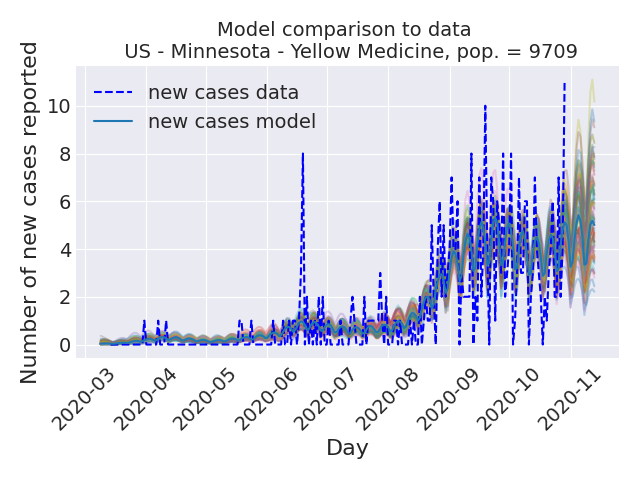 Model comparison to data
US - Minnesota - Yellow Medicine, pop. = 9709
Number of new cases reported
new cases data
new cases model
10
8
6
4
2
0
2020-03
2020-04
2020-05
2020-06
2020-07
2020-08
2020-09
2020-10
2020-11
Day